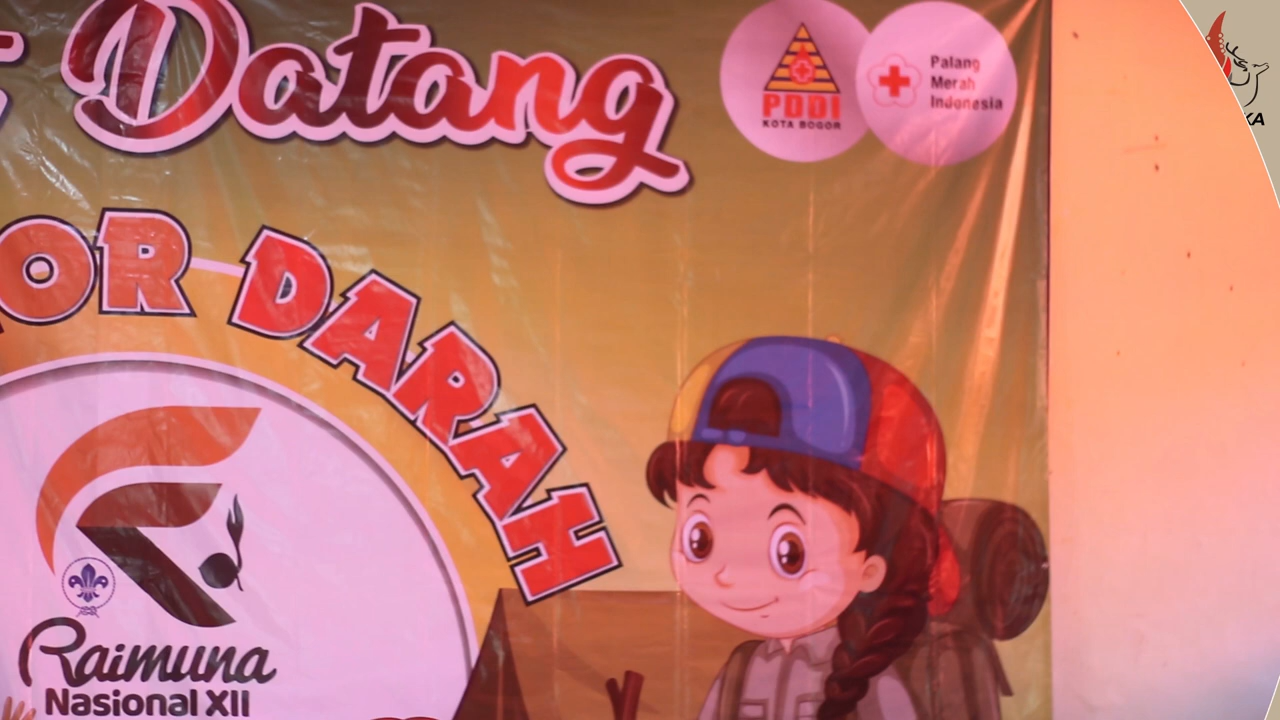 Datang
PDDI
KOTA BOGOR
Palang
Merah
Indonesia
OR DARAH
Raimuna
Nasional XII